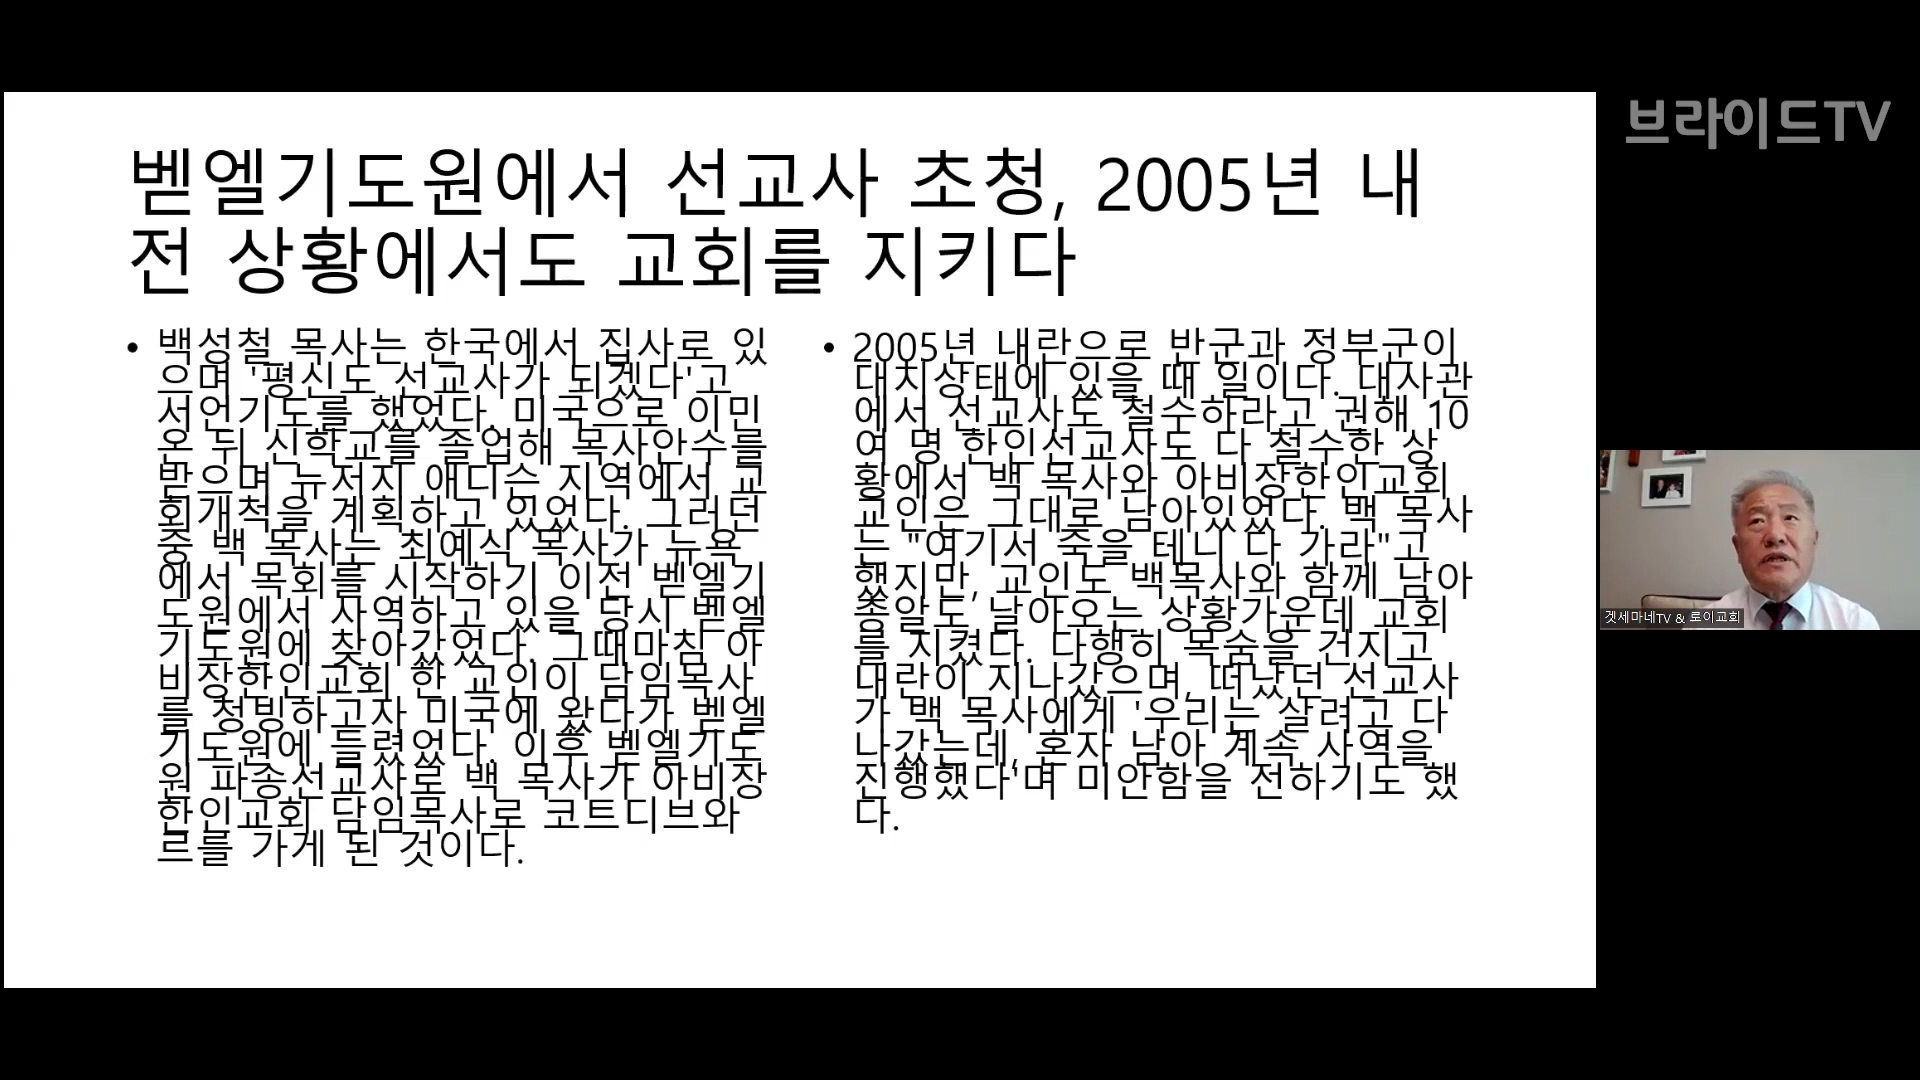 브라이드TV
벧엘기도원에서 선교사 초청, 2005년 내
전 상황에서도 교회를 지키다
• 백성철 목사는 한국에서 집사로 있
으며 '평신도 선교사가 되겠다'고
서언기도를 했었다. 미국으로 이민
온 뒤 신학교를 졸업해 목사안수를
받으며 뉴저지 애디슨 지역에서 교
회개척을 계획하고 있었다. 그러던
중 백 목사는 최예식 목사가 뉴욕
에서 목회를 시작하기 이전 벧엘기
도원에서 사역하고 있을 당시 벧엘
기도원에 찾아갔었다. 그때마침 아
비장한인교회 한 교인이 담임목사
를 청빙하고자 미국에 왔다가 벧엘
기도원에 들렸었다. 이후 벧엘기도
원 파송선교사로 백 목사가 아비장
한인교회 담임목사로 코트디브와
르를 가게 된 것이다.
• 2005년 내란으로 반군과 정부군이
대치상태에 있을 때 일이다. 대사관
에서 선교사도 철수하라고 권해 10
여 명 한인선교사도 다 철수한 상
황에서 백 목사와 아비장한인교회
교인은 그대로 남아있었다. 백 목사
는 "여기서 죽을 테니 다 가라"고
했지만, 교인도 백목사와 함께 남아
총알도 날아오는 상황가운데 교회
를 지켰다. 다행히 목숨을 건지고
내란이 지나갔으며, 떠났던 선교사
가 백 목사에게 '우리는 살려고 다
나갔는데, 혼자 남아 계속 사역을
진행했다'며 미안함을 전하기도 했
다.
겟세마네TV & 로이교회